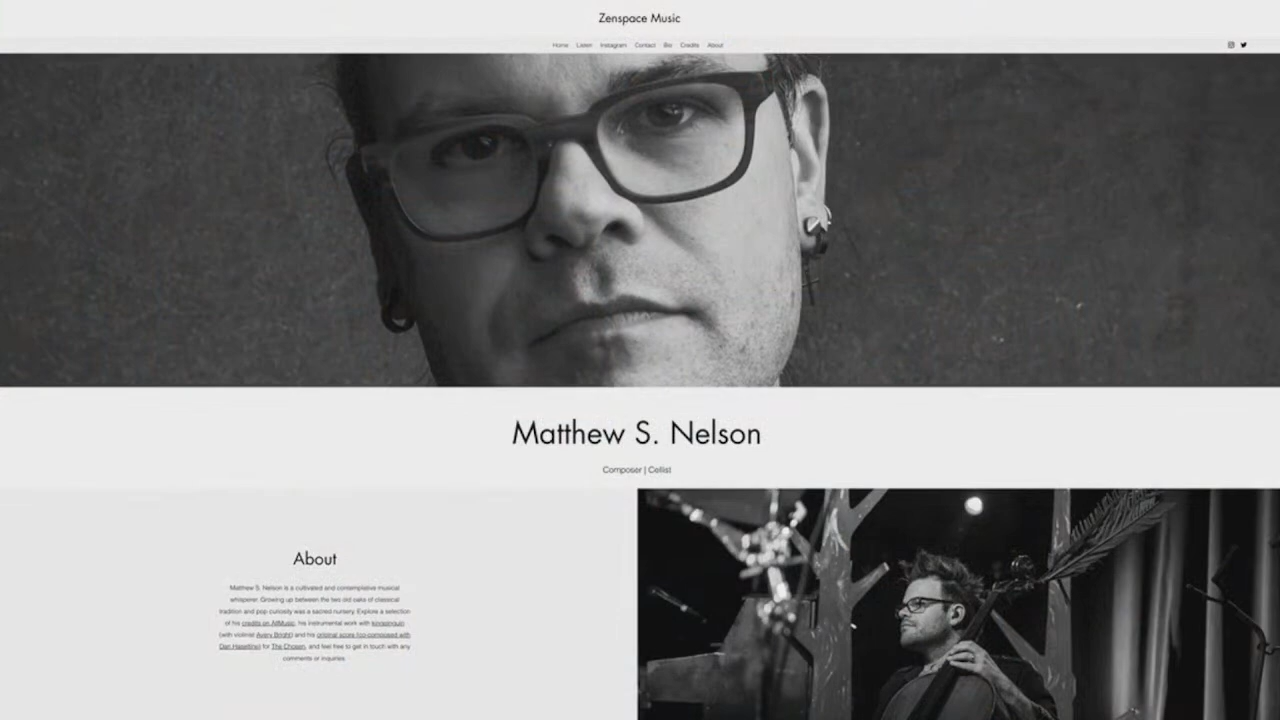 Zenspace Music
Home Listen Instagram Contact Bio Credits About
Matthew S. Nelson
Composer | Cellist
About
Matthew S. Nelson is a cultivated and contemplative musical
whisperer. Growing up between the two old oaks of classical
tradition and pop curiosity was a sacred nursery. Explore a selection
of his credits on AllMusic, his instrumental work with
(with violinist Avery Bright) and his original score (co-composed with
Dan Haseltine) for The Chosen, and feel free to get in touch with any
comments or inquiries.